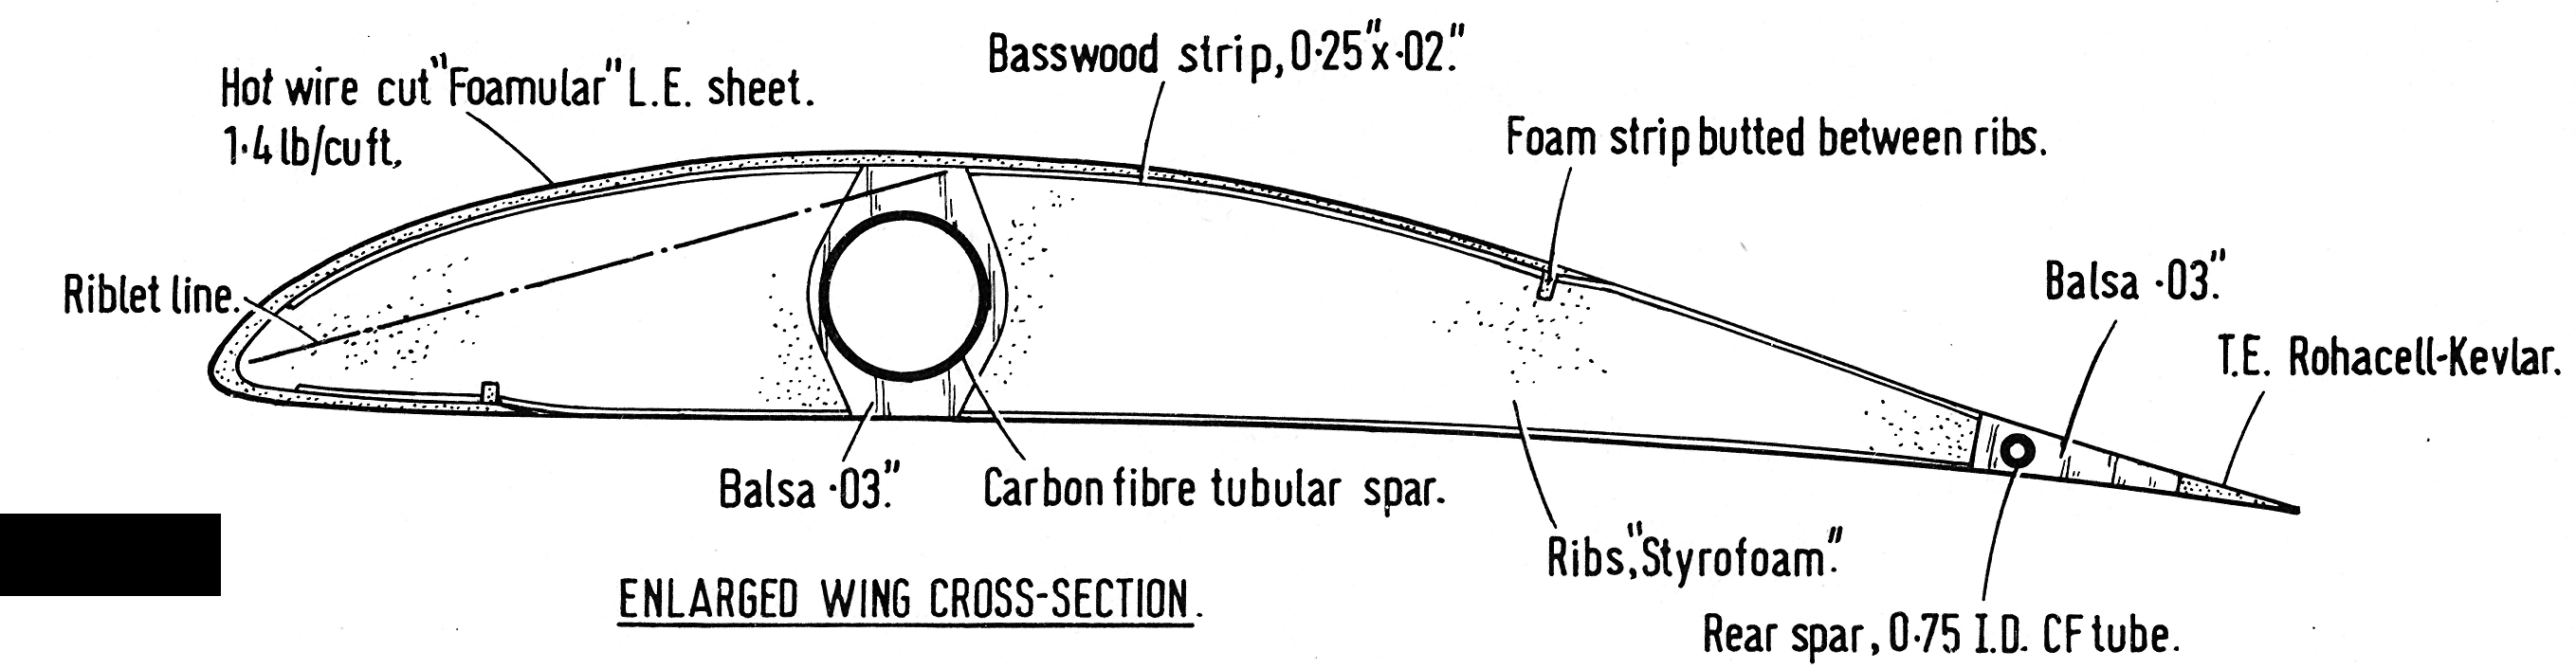 Basswood strip, 0·25"x·02."
Hot wire cut "Foamular" L.E. sheet.
1·4 lb/cu ft,
Foam strip butted between ribs.
Riblet line.
Balsa ·03."
T.E. Rohacell-Kevlar.
Balsa ·03."
Carbon fibre tubular spar.
Ribs, "Styrofoam."
ENLARGED WING CROSS-SECTION.
Rear spar, 0·75 I.D. CF tube.